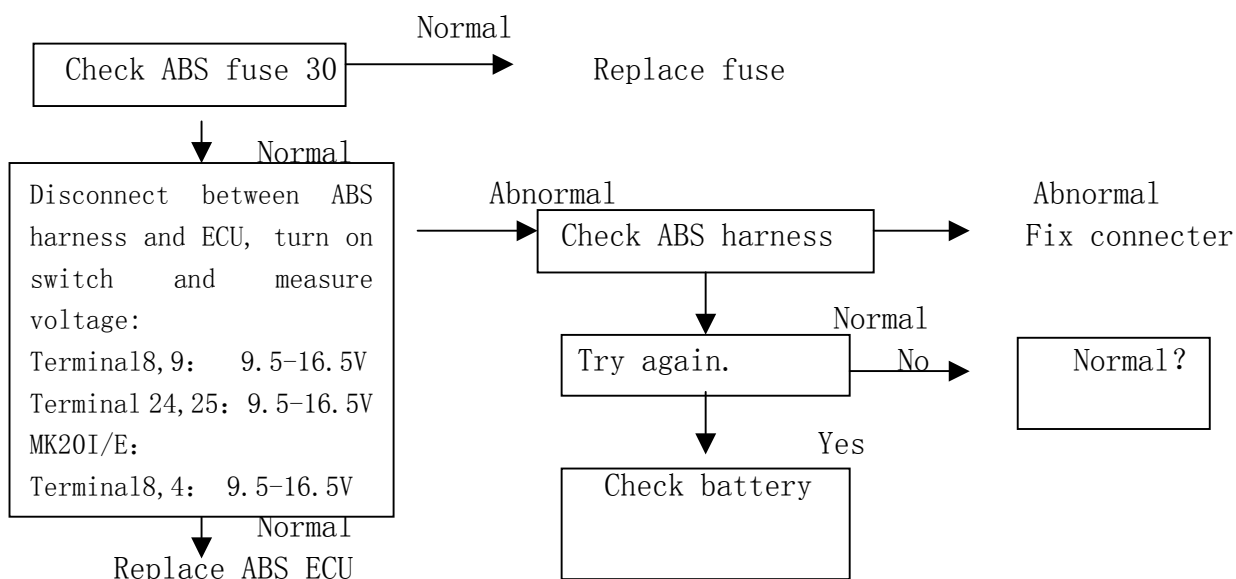 Normal
Check ABS fuse 30
Replace fuse
Normal
Disconnect between ABS
harness and ECU, turn on
switch and measure
voltage:
Terminal8,9： 9.5-16.5V
Terminal 24,25：9.5-16.5V
MK20I/E：
Terminal8,4： 9.5-16.5V
Normal
Replace ABS ECU
Abnormal
Check ABS harness
Abnormal
Fix connecter
Normal
Try again.
No
Normal？
Yes
Check battery